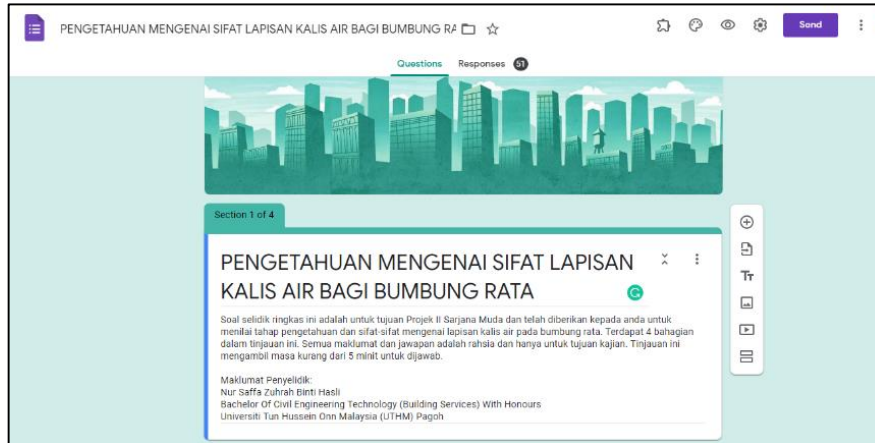 PENGETAHUAN MENGENAI SIFAT LAPISAN KALIS AIR BAGI BUMBUNG RA
Send
Questions Responses 51
Section 1 of 4
PENGETAHUAN MENGENAI SIFAT LAPISAN
KALIS AIR BAGI BUMBUNG RATA
Soal selidik ringkas ini adalah untuk tujuan Projek II Sarjana Muda dan telah diberikan kepada anda untuk
menilai tahap pengetahuan dan sifat-sifat mengenai lapisan kalis air pada bumbung rata. Terdapat 4 bahagian
dalam tinjauan ini. Semua maklumat dan jawapan adalah rahsia dan hanya untuk tujuan kajian. Tinjauan ini
mengambil masa kurang dari 5 minit untuk dijawab.
Maklumat Penyelidik:
Nur Saffa Zuhrah Binti Hasli
Bachelor Of Civil Engineering Technology (Building Services) With Honours
Universiti Tun Hussein Onn Malaysia (UTHM) Pagoh
Tт